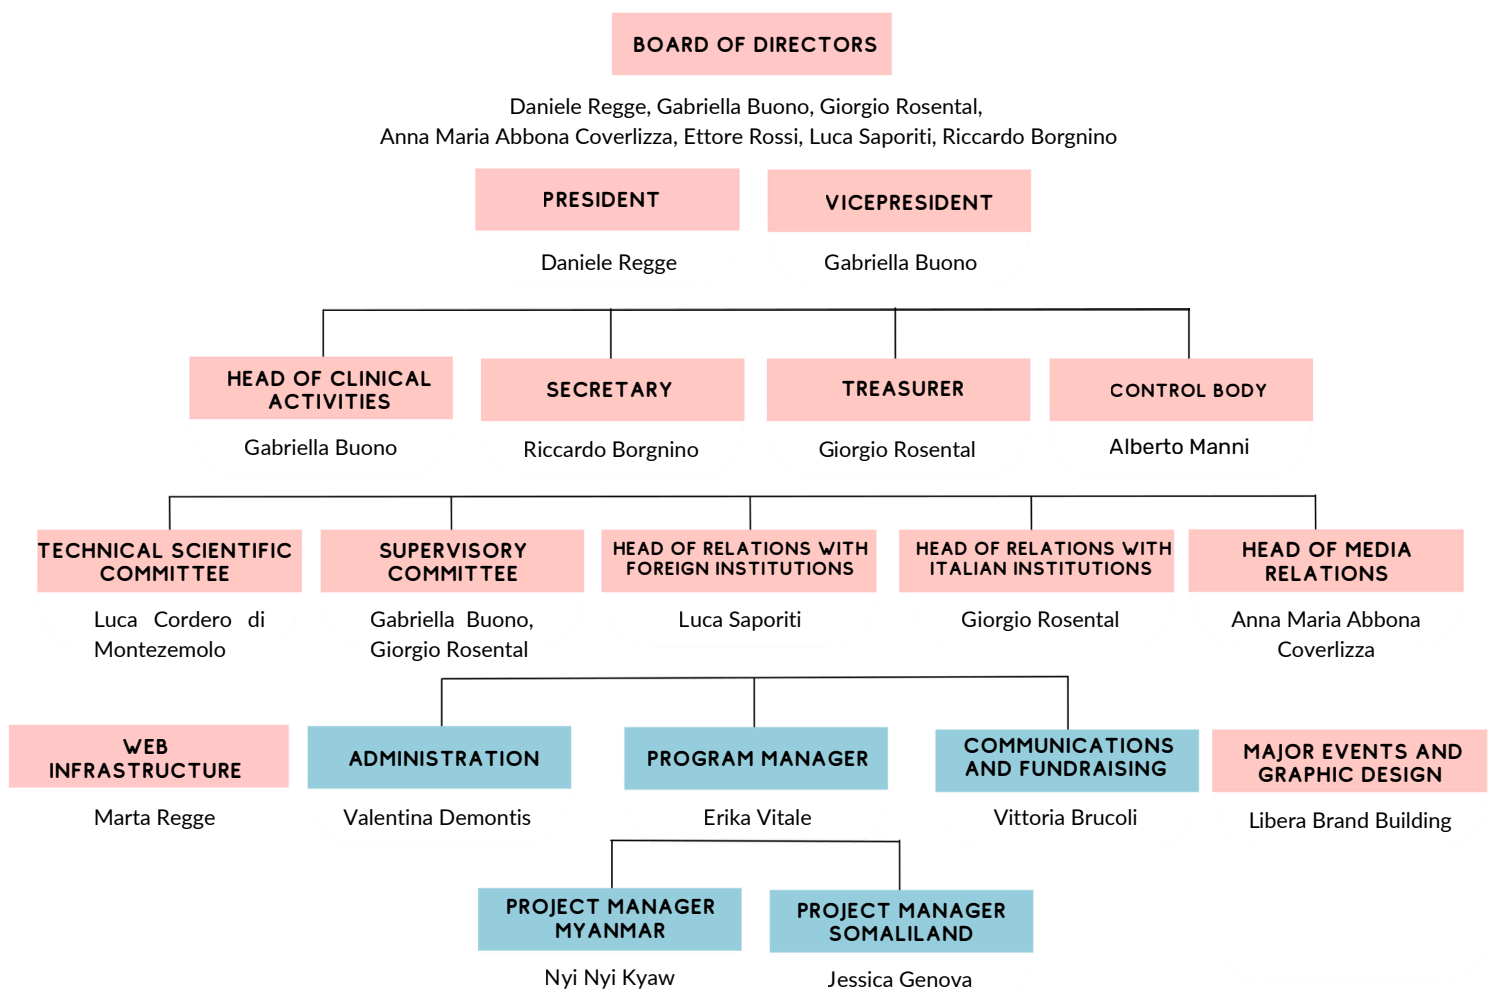 BOARD OF DIRECTORS
Daniele Regge, Gabriella Buono, Giorgio Rosental,
Anna Maria Abbona Coverlizza, Ettore Rossi, Luca Saporiti, Riccardo Borgnino
PRESIDENT
Daniele Regge
VICEPRESIDENT
Gabriella Buono
HEAD OF CLINICAL
ACTIVITIES
Gabriella Buono
SECRETARY
Riccardo Borgnino
TREASURER
Giorgio Rosental
CONTROL BODY
Alberto Manni
TECHNICAL SCIENTIFIC
COMMITTEE
Luca Cordero di
Montezemolo
SUPERVISORY
COMMITTEE
Gabriella Buono,
Giorgio Rosental
HEAD OF RELATIONS WITH
FOREIGN INSTITUTIONS
Luca Saporiti
HEAD OF RELATIONS WITH
ITALIAN INSTITUTIONS
Giorgio Rosental
HEAD OF MEDIA
RELATIONS
Anna Maria Abbona
Coverlizza
WEB
INFRASTRUCTURE
Marta Regge
ADMINISTRATION
Valentina Demontis
PROGRAM MANAGER
Erika Vitale
COMMUNICATIONS
AND FUNDRAISING
Vittoria Brucoli
MAJOR EVENTS AND
GRAPHIC DESIGN
Libera Brand Building
PROJECT MANAGER
MYANMAR
Nyi Nyi Kyaw
PROJECT MANAGER
SOMALILAND
Jessica Genova